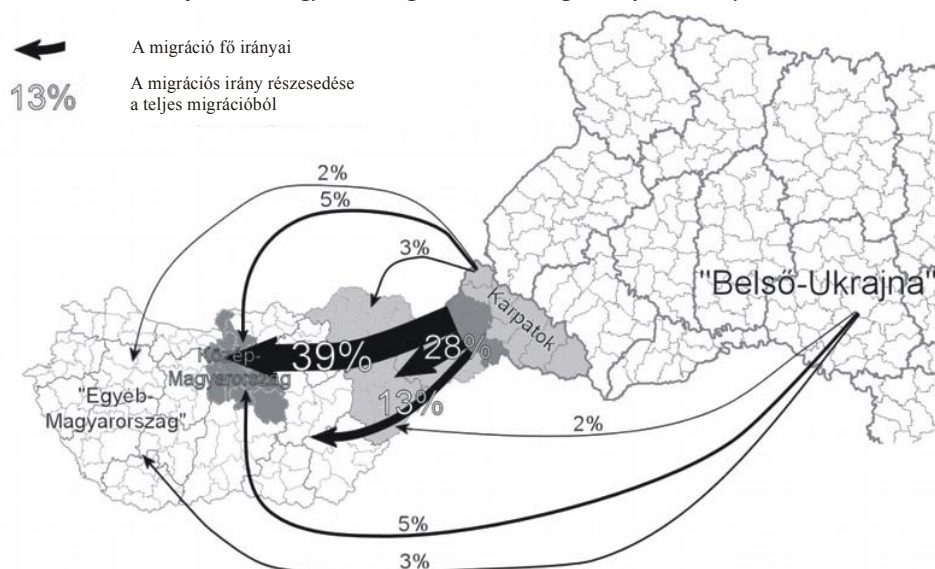 A migráció fő irányai
13%
A migrációs irány részesedése
a teljes migrációból
2%
5%
3%
"Belső-Ukrajna"
Kárpátok
39%
28%
Közép-
Magyarország
"Egyéb-
Magyarország"
13%
2%
5%
3%